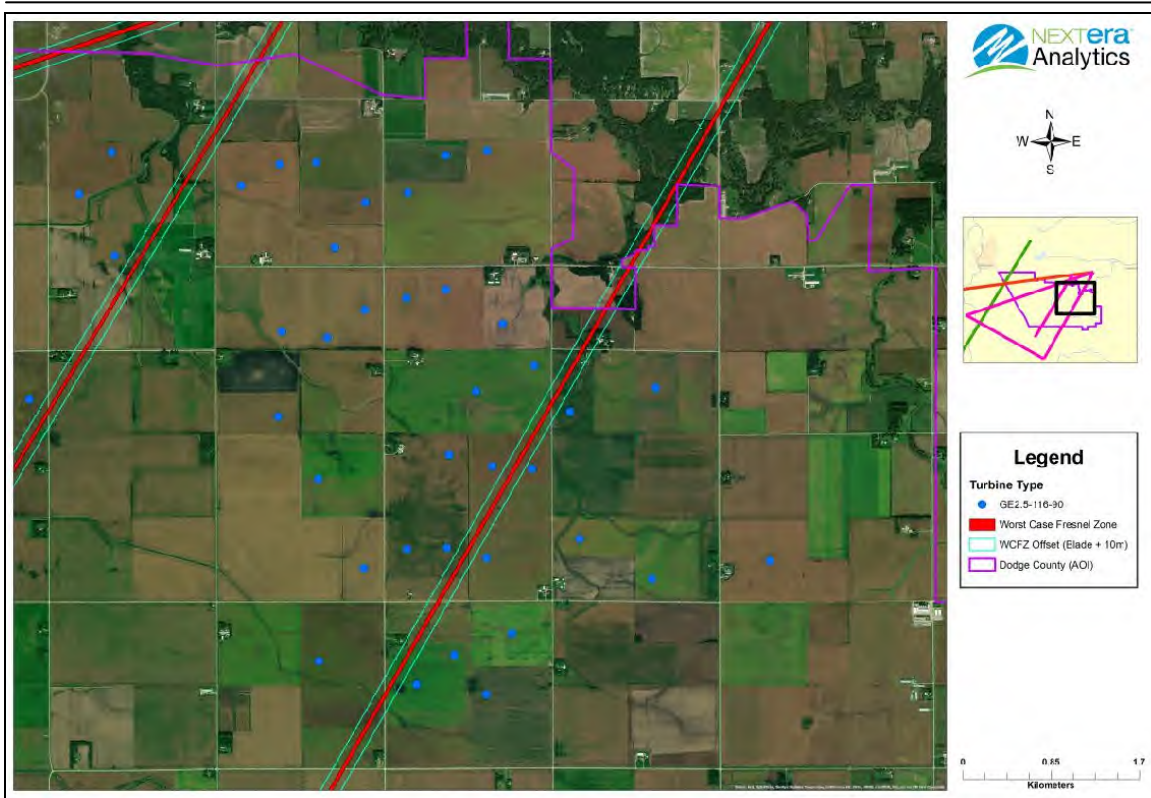 NEXTera
Analytics
N
W E
S
Legend
Turbine Type
GE2.5-116-90
Worst Case Fresnel Zone
WCFZ Offset (Blade + 10m)
Dodge County (AOI)
0 0.85 1.7
Kilometers